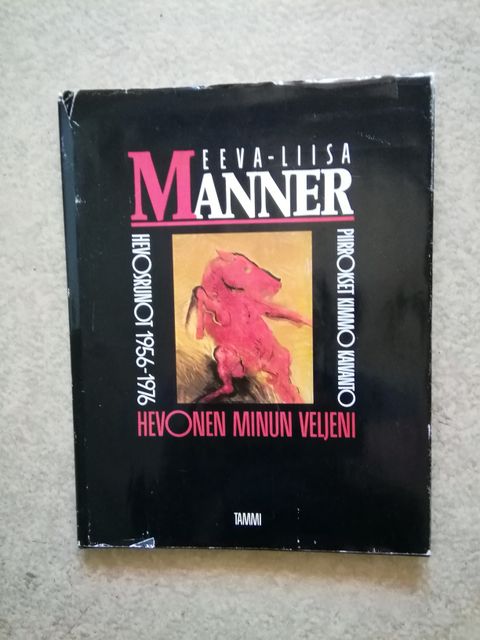 EEVA-LIISA
MANNER
HEVOSRUNOT 1956-1976
PIIRROKSET KIMMO KAIVANTO
HEVONEN MINUN VELJENI
TAMMI